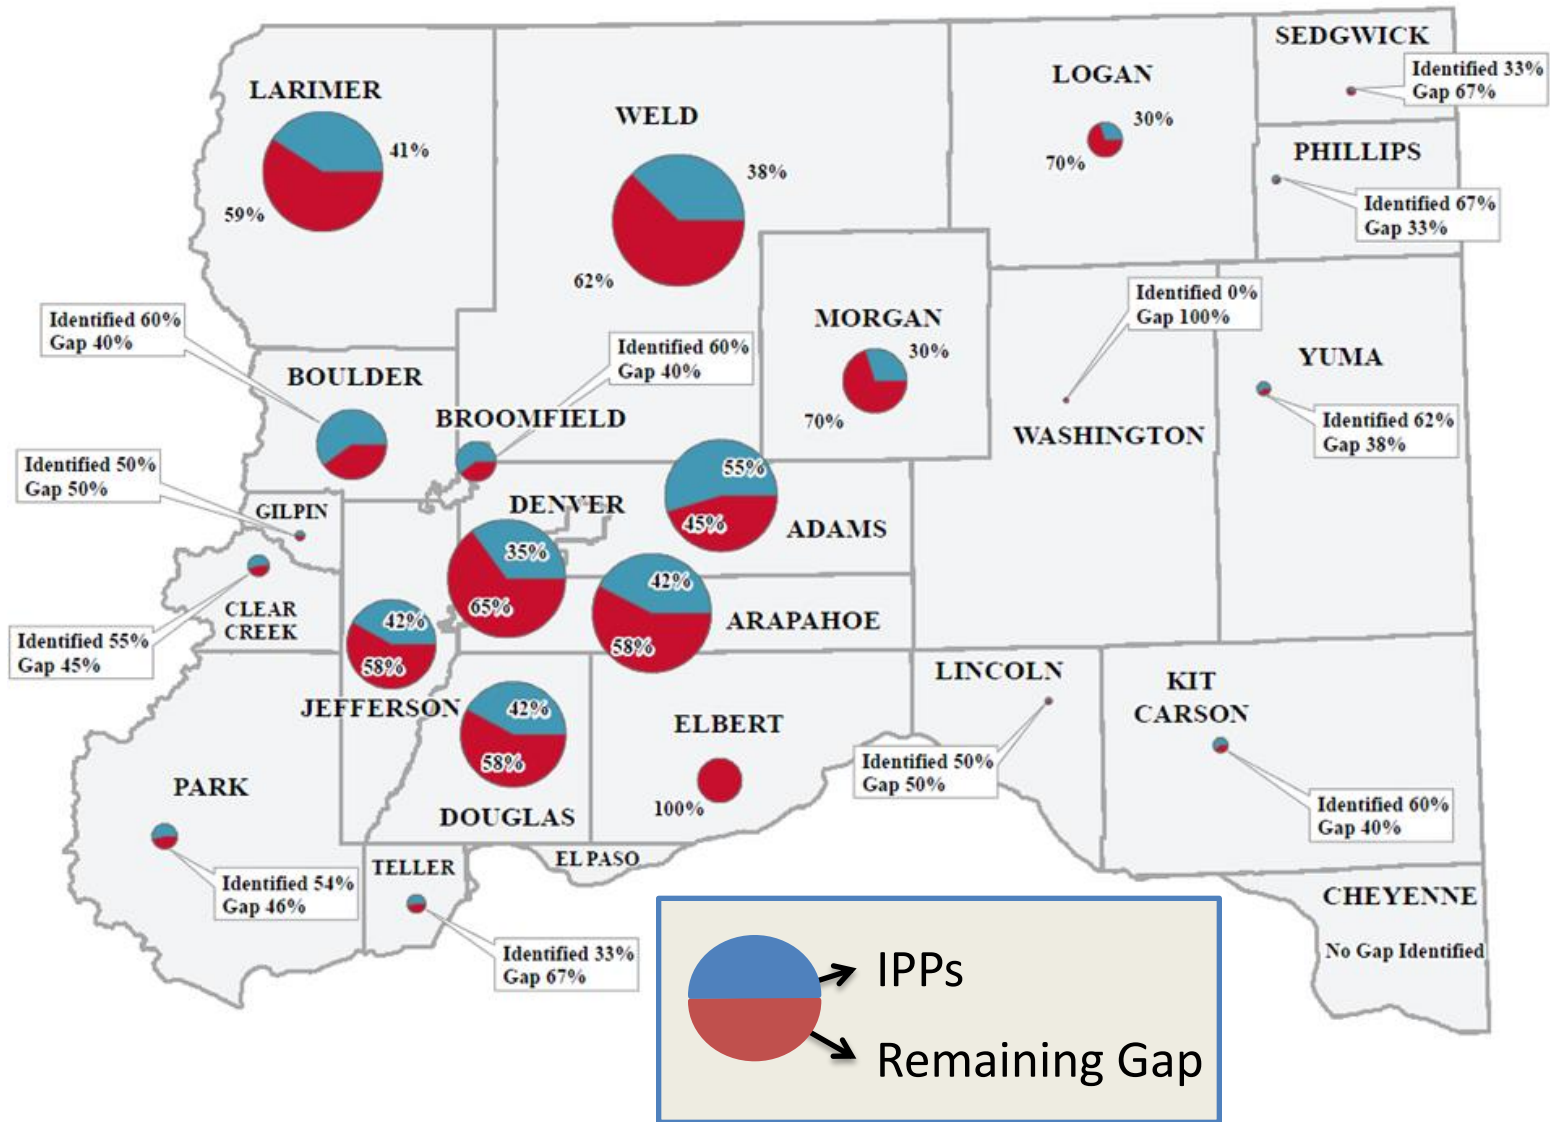 SEDGWICK
Identified 33%
Gap 67%
LARIMER
41%
59%
WELD
38%
62%
LOGAN
30%
70%
PHILLIPS
Identified 67%
Gap 33%
Identified 60%
Gap 40%
BOULDER
Identified 60%
Gap 40%
BROOMFIELD
MORGAN
30%
70%
Identified 0%
Gap 100%
WASHINGTON
YUMA
Identified 62%
Gap 38%
Identified 50%
Gap 50%
GILPIN
DENVER
35%
65%
55%
45%
ADAMS
CLEAR
CREEK
Identified 55%
Gap 45%
42%
58%
JEFFERSON
42%
58%
ARAPAHOE
42%
58%
DOUGLAS
ELBERT
100%
LINCOLN
Identified 50%
Gap 50%
KIT
CARSON
Identified 60%
Gap 40%
PARK
Identified 54%
Gap 46%
TELLER
Identified 33%
Gap 67%
EL PASO
CHEYENNE
No Gap Identified
IPPs
Remaining Gap